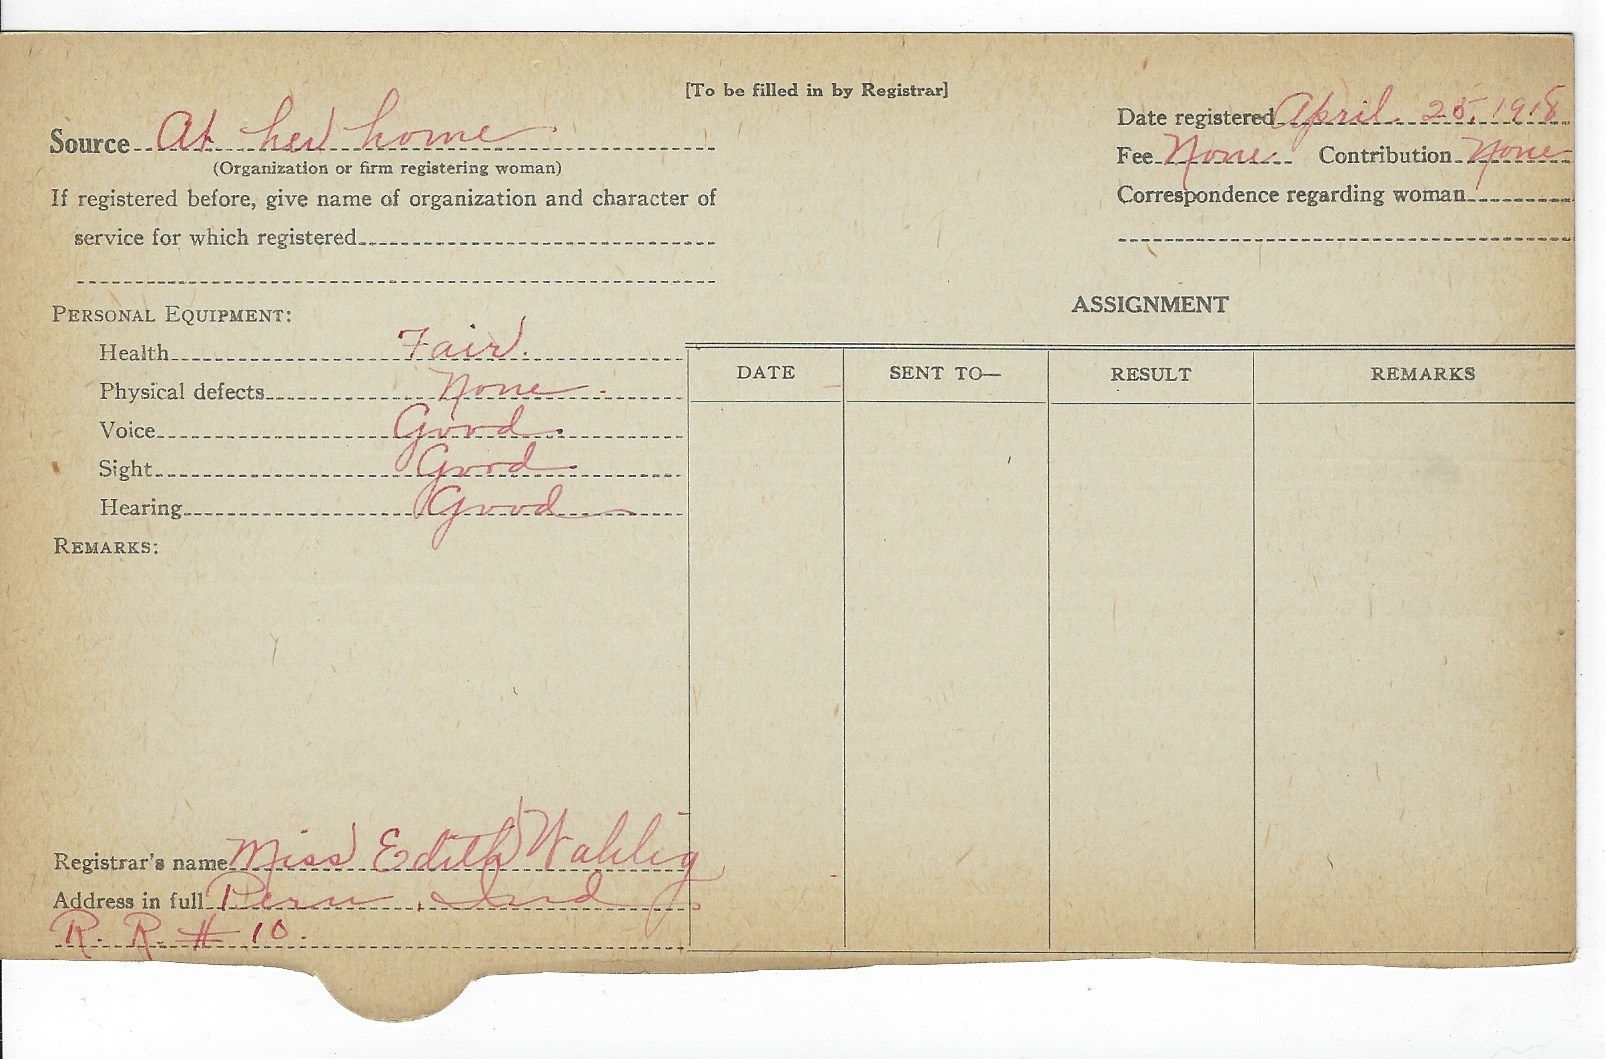 [To be filled in by Registrar]
Source At her home
(Organization or firm registering woman)
If registered before, give name of organization and character of
service for which registered
Date registered April 25, 1918
Fee None. Contribution None
Correspondence regarding woman
PERSONAL EQUIPMENT:
Health Fair.
Physical defects None.
Voice Good.
Sight Good.
Hearing Good
REMARKS:
Registrar's name Miss Edith Wahlig
Address in full Peru, Ind
R. R. # 10.
ASSIGNMENT
DATE SENT TO— RESULT REMARKS